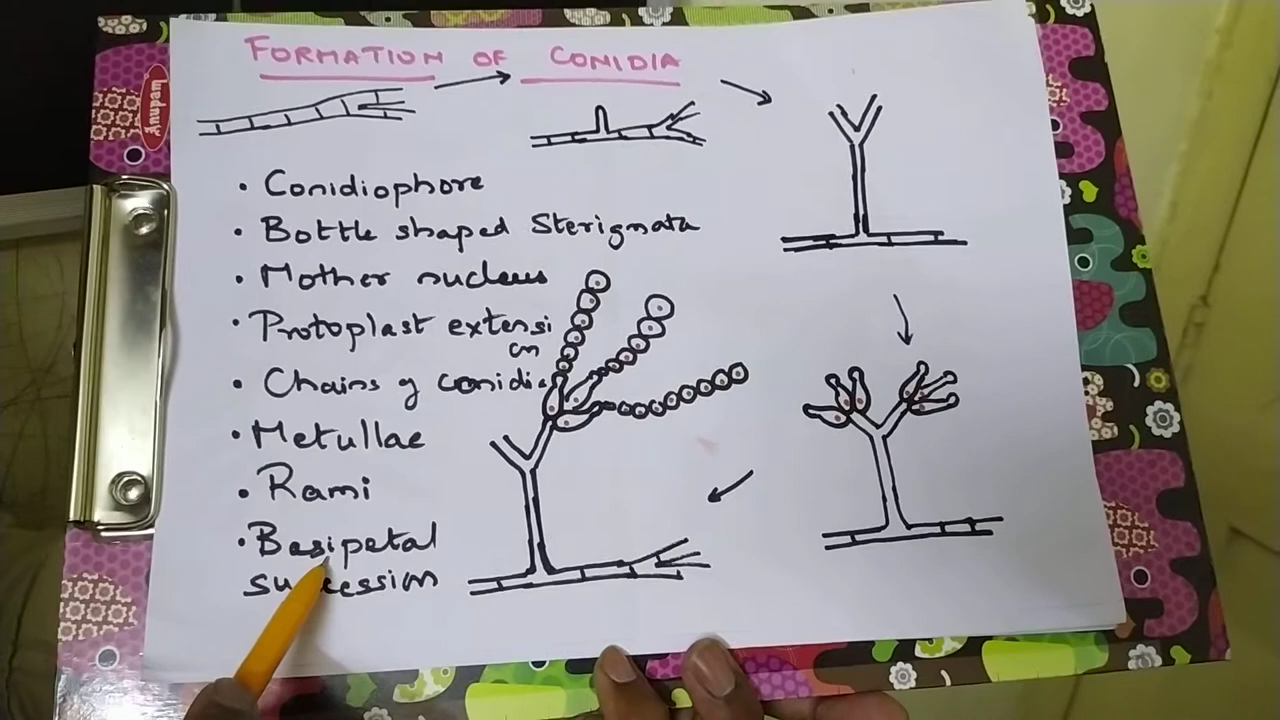 FORMATION OF CONIDIA
Anupam
• Conidiophore
• Bottle shaped Sterigmata
• Mother nucleus
• Protoplast extensi
on
• Chains of conidia
• Metullae
• Rami
• Basipetal
succession